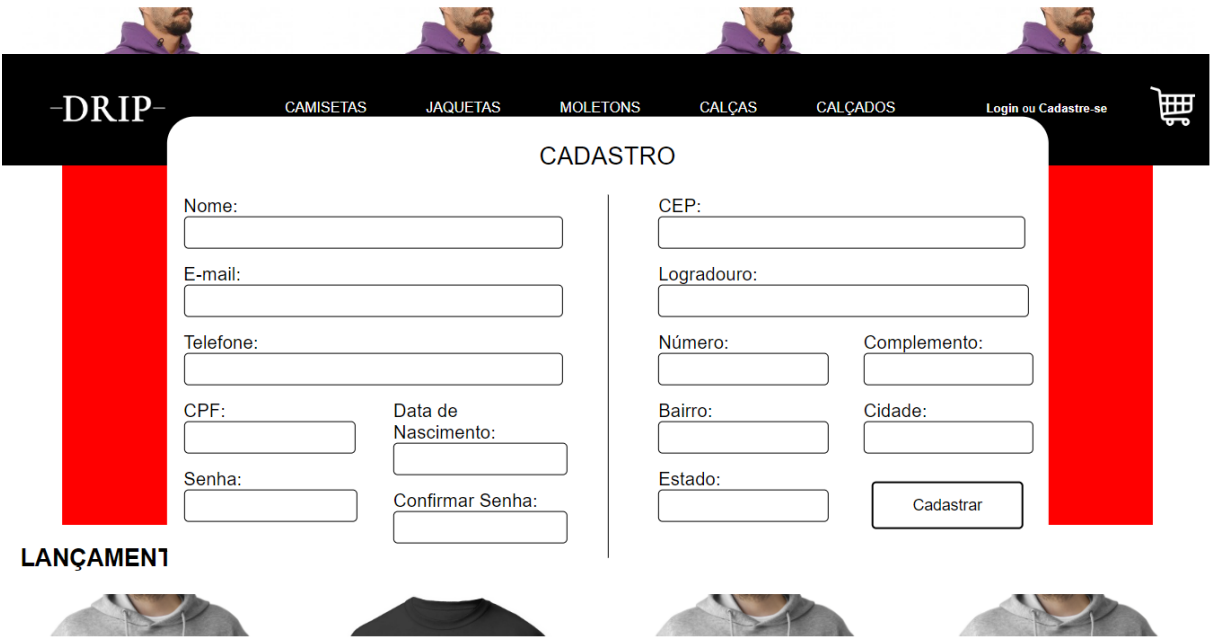 -DRIP-
CAMISETAS JAQUETAS MOLETONS CALÇAS CALÇADOS Login ou Cadastre-se
CADASTRO
Nome:
E-mail:
Telefone:
CPF: Data de
Nascimento:
Senha:
Confirmar Senha:
CEP:
Logradouro:
Número: Complemento:
Bairro: Cidade:
Estado:
Cadastrar
LANÇAMENT